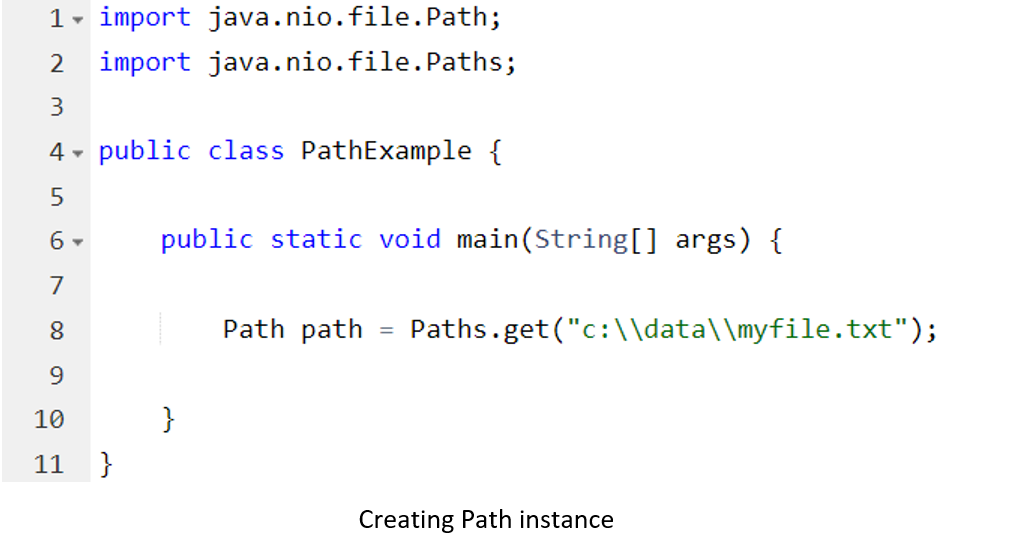 1 import java.nio.file.Path;
2 import java.nio.file.Paths;
3
4 public class PathExample {
5
6     public static void main(String[] args) {
7
8         Path path = Paths.get("c:\\data\\myfile.txt");
9
10     }
11 }
Creating Path instance